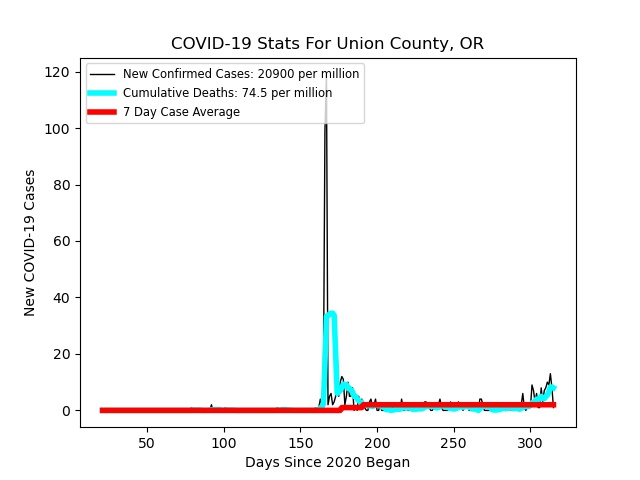 COVID-19 Stats For Union County, OR
New Confirmed Cases: 20900 per million
Cumulative Deaths: 74.5 per million
7 Day Case Average
New COVID-19 Cases
120
100
80
60
40
20
0
50 100 150 200 250 300
Days Since 2020 Began